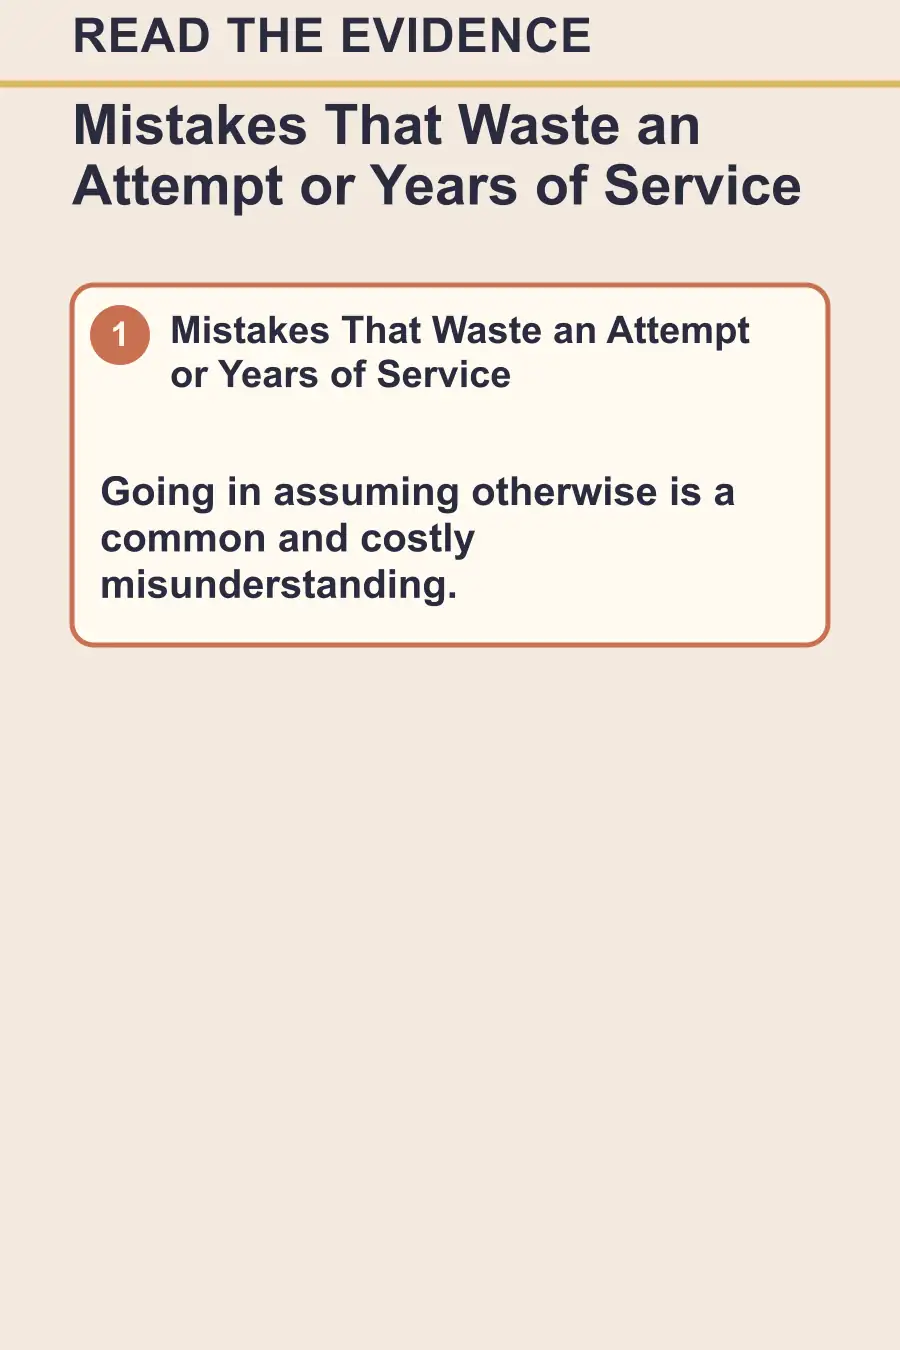 READ THE EVIDENCE
Mistakes That Waste an
Attempt or Years of Service
1
Mistakes That Waste an Attempt
or Years of Service
Going in assuming otherwise is a
common and costly
misunderstanding.